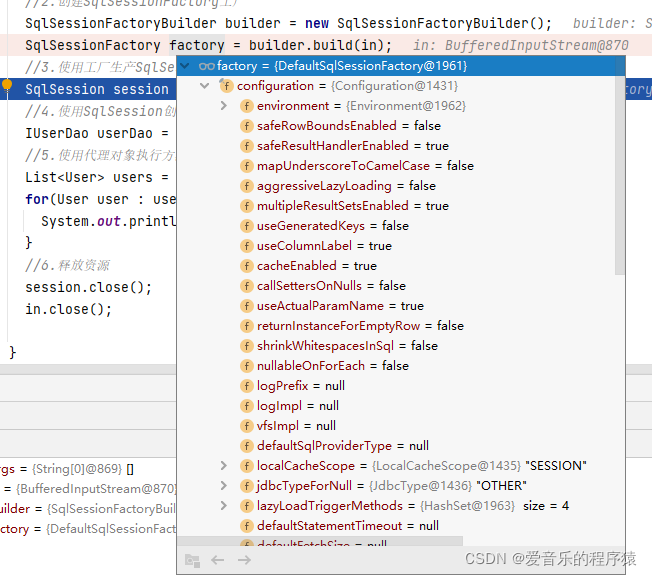 //2.创建SqlSessionFactory工厂
SqlSessionFactoryBuilder builder = new SqlSessionFactoryBuilder(); builder: S
SqlSessionFactory factory = builder.build(in); in: BufferedInputStream@870
//3.使用工厂生产SqlSe
SqlSession session
//4.使用SqlSession创
IUserDao userDao =
//5.使用代理对象执行方
List<User> users =
for(User user : use
System.out.printl
}
//6.释放资源
session.close();
in.close();
}
factory = {DefaultSqlSessionFactory@1961}
configuration = {Configuration@1431}
environment = {Environment@1962}
safeRowBoundsEnabled = false
safeResultHandlerEnabled = true
mapUnderscoreToCamelCase = false
aggressiveLazyLoading = false
multipleResultSetsEnabled = true
useGeneratedKeys = false
useColumnLabel = true
cacheEnabled = true
callSettersOnNulls = false
useActualParamName = true
returnInstanceForEmptyRow = false
shrinkWhitespacesInSql = false
nullableOnForEach = false
logPrefix = null
logImpl = null
vfsImpl = null
defaultSqlProviderType = null
localCacheScope = {LocalCacheScope@1435} "SESSION"
jdbcTypeForNull = {JdbcType@1436} "OTHER"
lazyLoadTriggerMethods = {HashSet@1963} size = 4
defaultStatementTimeout = null
defaultFetchSize = null
ctory
rgs = {String[0]@869} []
= {BufferedInputStream@870}
uilder = {SqlSessionFactoryBuil
actory = {DefaultSqlSessionFact
CSDN @爱音乐的程序猿